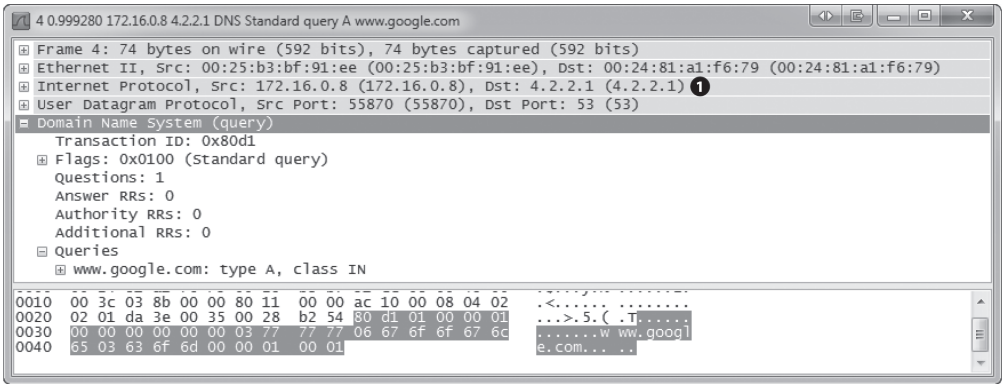 4 0.999280 172.16.0.8 4.2.2.1 DNS Standard query A www.google.com
Frame 4: 74 bytes on wire (592 bits), 74 bytes captured (592 bits)
Ethernet II, Src: 00:25:b3:bf:91:ee (00:25:b3:bf:91:ee), Dst: 00:24:81:a1:f6:79 (00:24:81:a1:f6:79)
Internet Protocol, Src: 172.16.0.8 (172.16.0.8), Dst: 4.2.2.1 (4.2.2.1) 1
User Datagram Protocol, Src Port: 55870 (55870), Dst Port: 53 (53)
Domain Name System (query)
Transaction ID: 0x80d1
Flags: 0x0100 (Standard query)
Questions: 1
Answer RRs: 0
Authority RRs: 0
Additional RRs: 0
Queries
www.google.com: type A, class IN
0010 00 3c 03 8b 00 00 80 11 00 00 ac 10 00 08 04 02 .<...... ........
0020 02 01 da 3e 00 35 00 28 b2 54 80 d1 01 00 00 01 ...>.5.( .T......
0030 00 00 00 00 00 00 03 77 77 77 06 67 6f 6f 67 6c .......w ww.googl
0040 65 03 63 6f 6d 00 00 01 00 01 e.com... ..